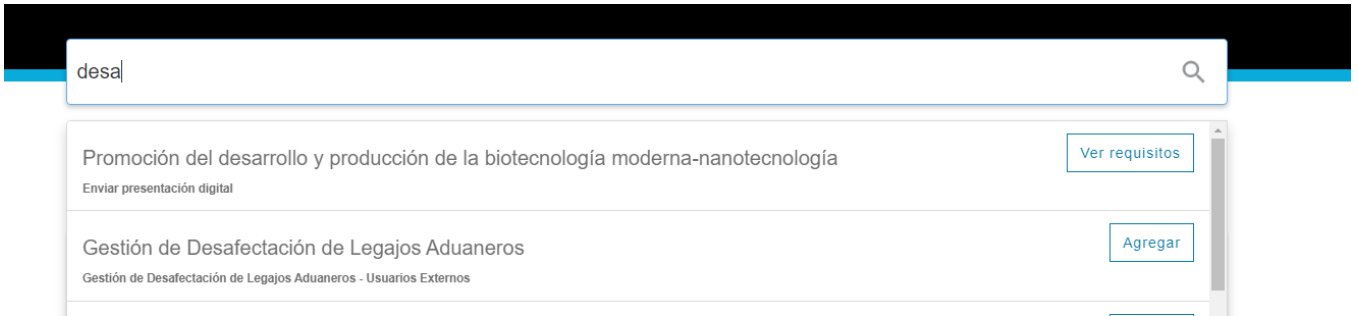 desa
Promoción del desarrollo y producción de la biotecnología moderna-nanotecnología
Ver requisitos
Enviar presentación digital
Gestión de Desafectación de Legajos Aduaneros
Agregar
Gestión de Desafectación de Legajos Aduaneros - Usuarios Externos